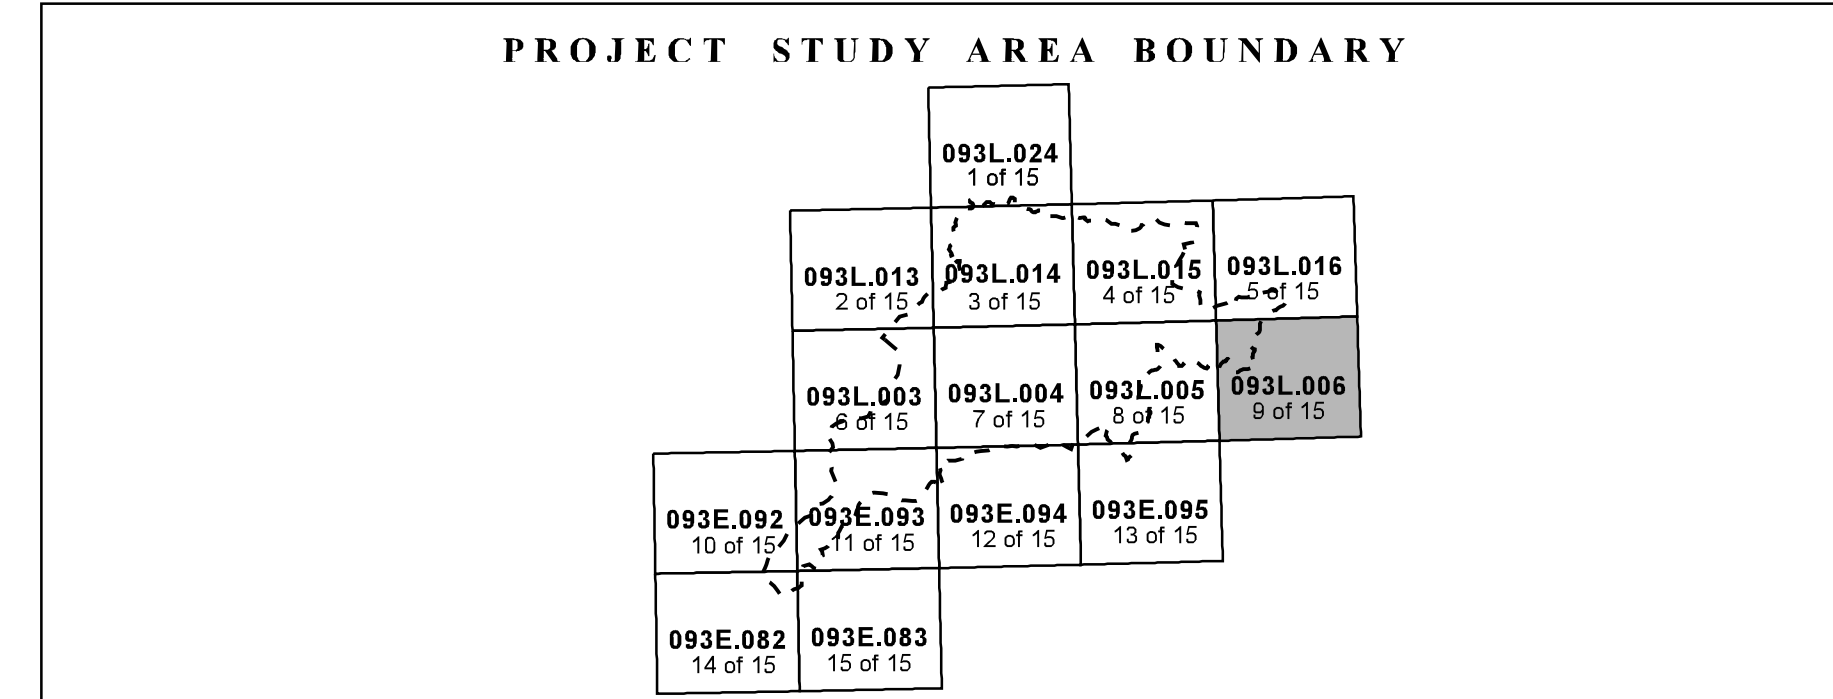 PROJECT STUDY AREA BOUNDARY
093L.024
1 of 15
093L.013
2 of 15
093L.014
3 of 15
093L.015
4 of 15
093L.016
5 of 15
093L.003
6 of 15
093L.004
7 of 15
093L.005
8 of 15
093L.006
9 of 15
093E.092
10 of 15
093E.093
11 of 15
093E.094
12 of 15
093E.095
13 of 15
093E.082
14 of 15
093E.083
15 of 15